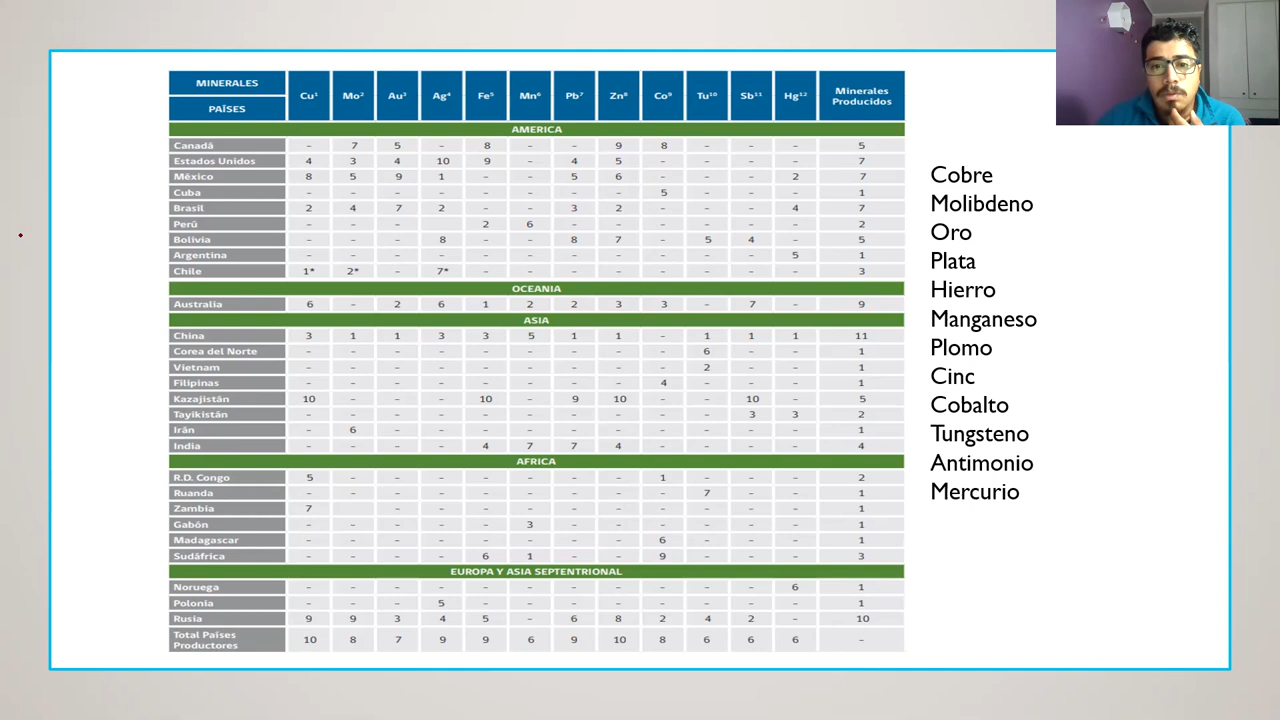 MINERALES
PAÍSES
Cu¹ Mo² Au³ Ag⁴ Fe⁵ Mn⁶ Pb⁷ Zn⁸ Co⁹ Tu¹⁰ Sb¹¹ Hg¹² Minerales Producidos
AMERICA
Canadá - 7 5 - 8 - - 9 8 - - - 5
Estados Unidos 4 3 4 10 9 - 4 5 - - - - 7
México 8 5 9 1 - - 5 6 - - - 2 7
Cuba - - - - - - - - 5 - - - 1
Brasil 2 4 7 2 - - 3 2 - - - 4 7
Perú - - - - 2 6 - - - - - - 2
Bolivia - - - 8 - - 8 7 - 5 4 - 5
Argentina - - - - - - - - - - - 5 1
Chile 1* 2* - 7* - - - - - - - - 3
OCEANIA
Australia 6 - 2 6 1 2 2 3 3 - 7 - 9
ASIA
China 3 1 1 3 3 5 1 1 - 1 1 1 11
Corea del Norte - - - - - - - - - 6 - - 1
Vietnam - - - - - - - - - 2 - - 1
Filipinas - - - - - - - - 4 - - - 1
Kazajistán 10 - - - 10 - 9 10 - - 10 - 5
Tayikistán - - - - - - - - - - 3 3 2
Irán - 6 - - - - - - - - - - 1
India - - - - 4 7 7 4 - - - - 4
AFRICA
R.D. Congo 5 - - - - - - - 1 - - - 2
Ruanda - - - - - - - - - 7 - - 1
Zambia 7 - - - - - - - - - - - 1
Gabón - - - - - 3 - - - - - - 1
Madagascar - - - - - - - - 6 - - - 1
Sudáfrica - - - - 6 1 - - 9 - - - 3
EUROPA Y ASIA SEPTENTRIONAL
Noruega - - - - - - - - - - - 6 1
Polonia - - - 5 - - - - - - - - 1
Rusia 9 9 3 4 5 - 6 8 2 4 2 - 10
Total Países Productores 10 8 7 9 9 6 9 10 8 6 6 6 -
Cobre
Molibdeno
Oro
Plata
Hierro
Manganeso
Plomo
Cinc
Cobalto
Tungsteno
Antimonio
Mercurio